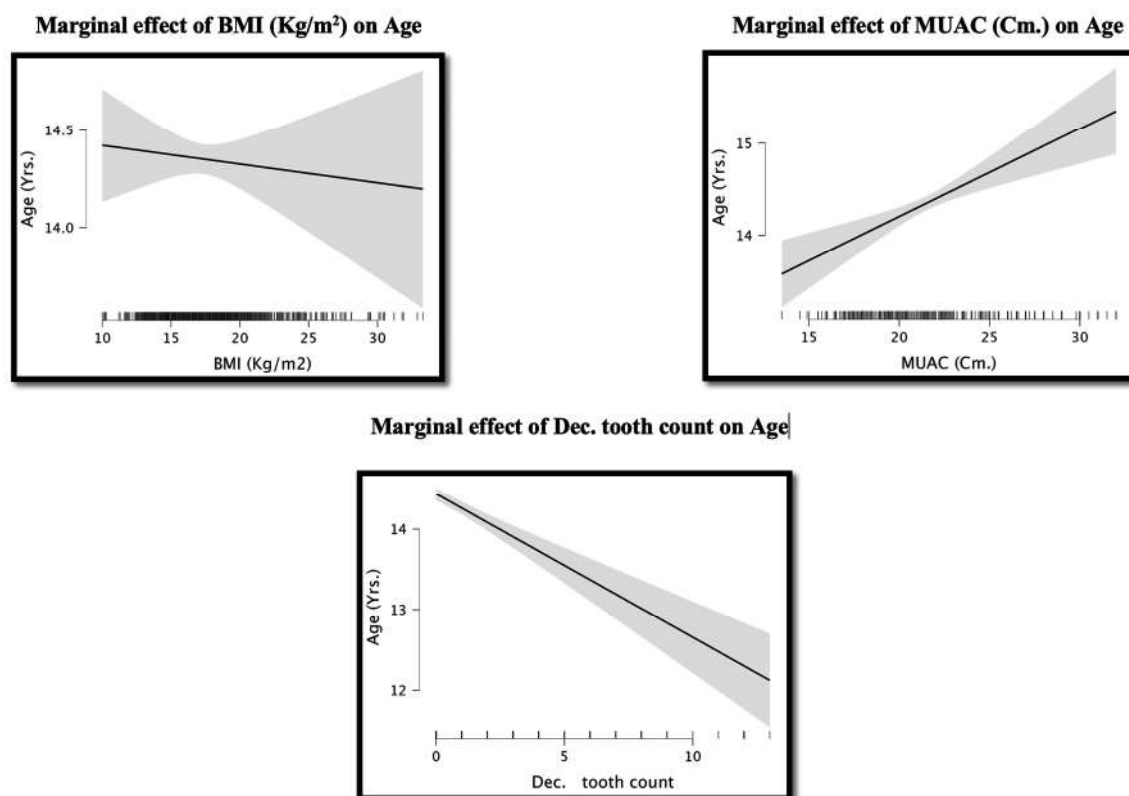 Marginal effect of BMI (Kg/m²) on Age
14.5
14.0
Age (Yrs.)
10 15 20 25 30
BMI (Kg/m2)
Marginal effect of MUAC (Cm.) on Age
15
14
Age (Yrs.)
15 20 25 30
MUAC (Cm.)
Marginal effect of Dec. tooth count on Age
14
13
12
Age (Yrs.)
0 5 10
Dec. tooth count